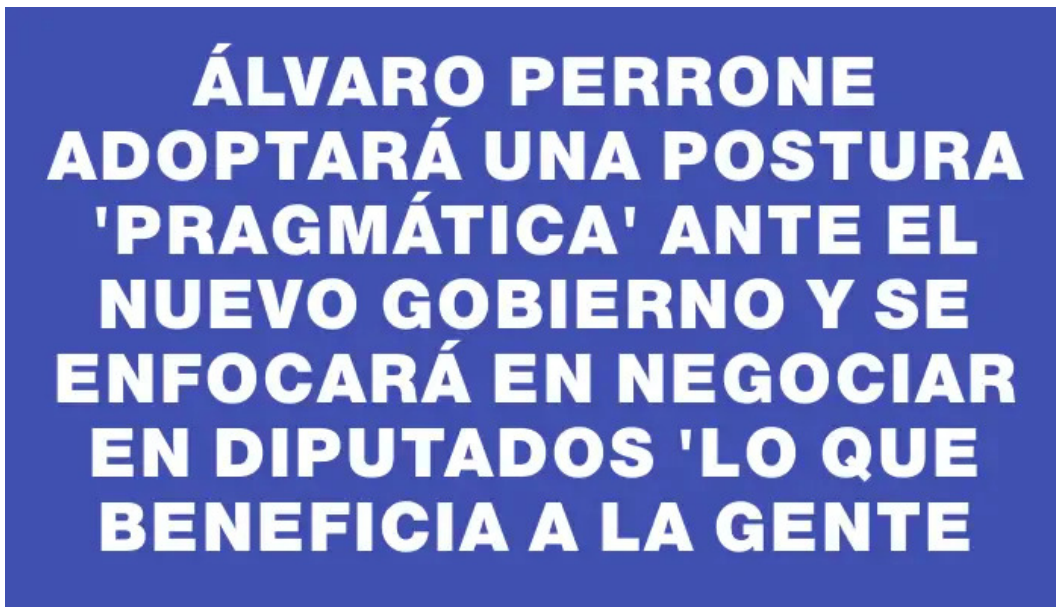 ÁLVARO PERRONE
ADOPTARÁ UNA POSTURA
'PRAGMÁTICA' ANTE EL
NUEVO GOBIERNO Y SE
ENFOCARÁ EN NEGOCIAR
EN DIPUTADOS 'LO QUE
BENEFICIA A LA GENTE